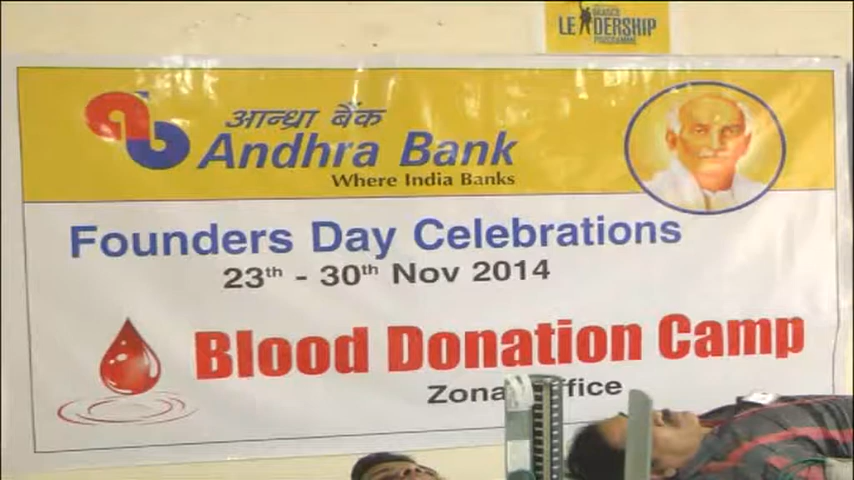 LEADERSHIP
PROGRAMME
आन्ध्रा बैंक
Andhra Bank
Where India Banks
Founders Day Celebrations
23th - 30th Nov 2014
Blood Donation Camp
Zonal Office